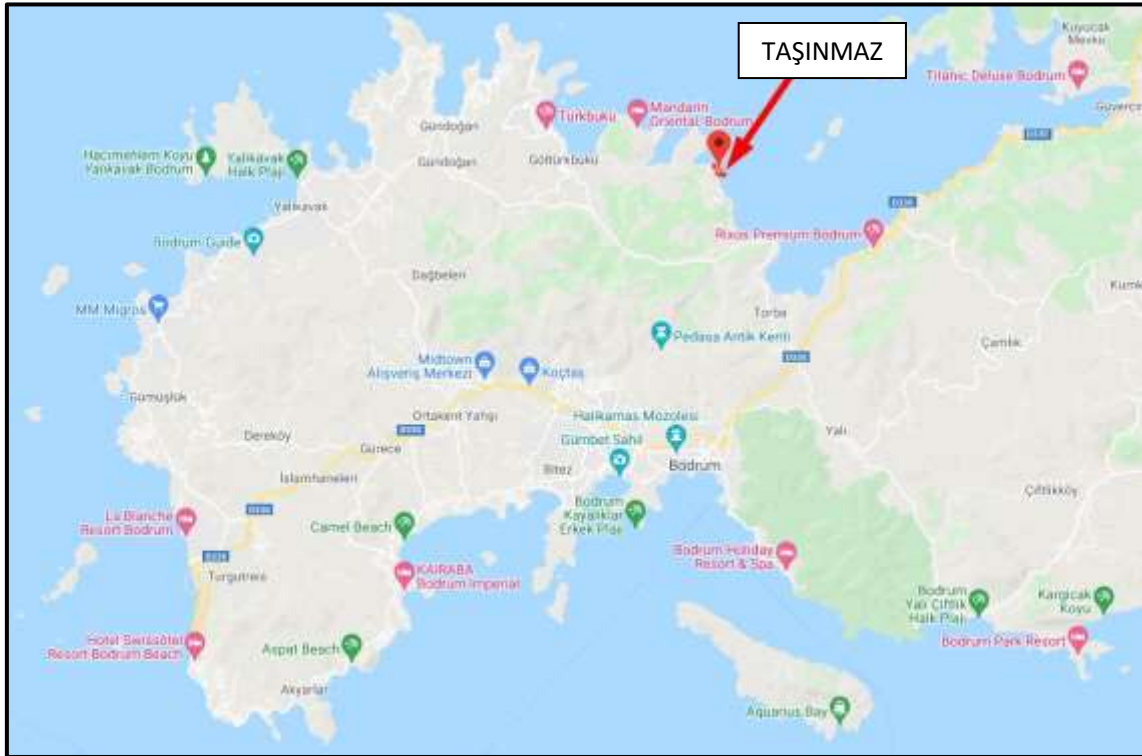 TAŞINMAZ
Kuyucak
Mevkii
Titanic Deluxe Bodrum
Türkbükü
Mandarin
Oriental, Bodrum
Gündoğan
Hacımehlem Koyu
Yalıkavak Bodrum
Yalıkavak
Halk Plajı
Gündoğan
Göltürkbükü
Yalıkavak
Bodrum Guide
Rixos Premium Bodrum
Dağbelen
MM Migros
Torba
Pedasa Antik Kenti
Çamlık
Midtown
Alışveriş Merkezi
Koçtaş
Gümüşlük
Ortakent Yahşi
Halikarnas Mozolesi
Dereköy
Gürece
Gümbet Sahil
Yalı
İslamhaneleri
Bitez
Bodrum
Çiftlikköy
La Blanche
Resort Bodrum
Camel Beach
Bodrum
Kayalıklar
Erkek Plajı
Turgutreis
KAIRABA
Bodrum Imperial
Bodrum Holiday
Resort & Spa
Bodrum
Yalı Çiftlik
Halk Plajı
Kargıcak
Koyu
Hotel Swissôtel
Resort Bodrum Beach
Aspat Beach
Bodrum Park Resort
Akyarlar
Aquarius Bay